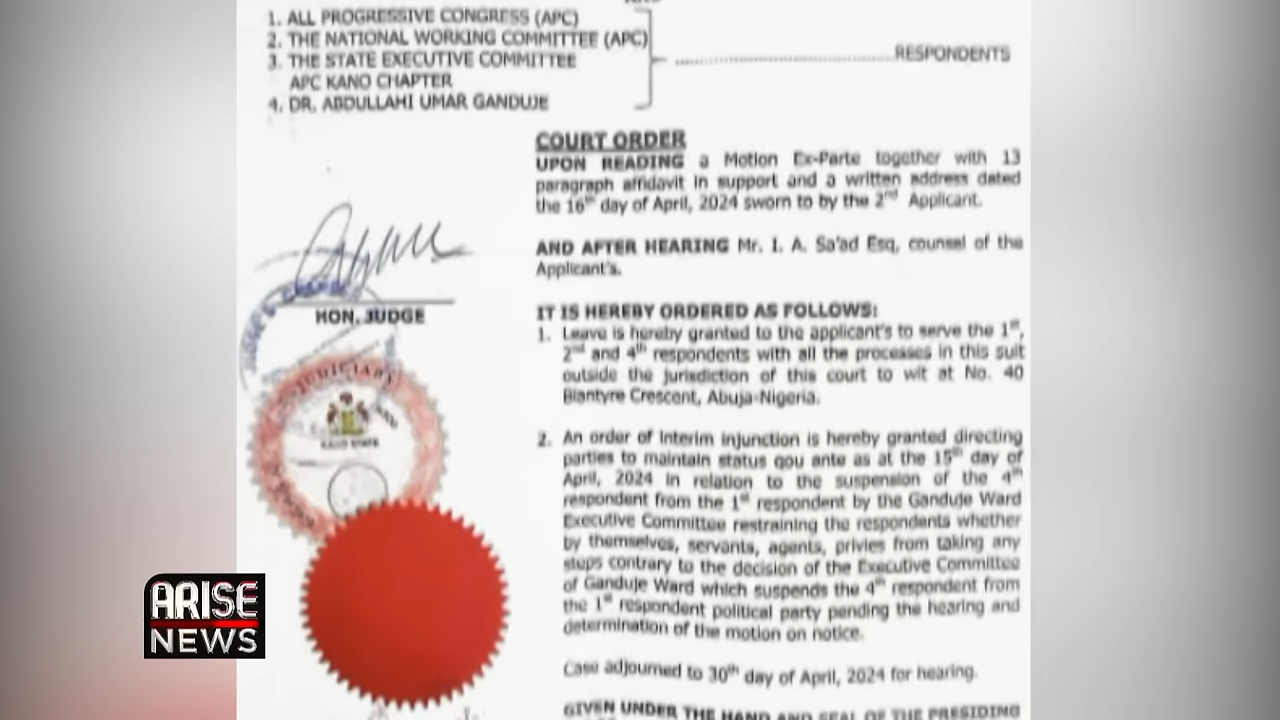 1. ALL PROGRESSIVE CONGRESS (APC)
2. THE NATIONAL WORKING COMMITTEE (APC)
3. THE STATE EXECUTIVE COMMITTEE
APC KANO CHAPTER
4. DR. ABDULLAHI UMAR GANDUJE
RESPONDENTS
COURT ORDER
UPON READING a Motion Ex-Parte together with 13
paragraph affidavit in support and a written address dated
the 16th day of April, 2024 sworn to by the 2nd Applicant.
AND AFTER HEARING Mr. I. A. Sa'ad Esq, counsel of the
Applicant's.
HON. JUDGE
IT IS HEREBY ORDERED AS FOLLOWS:
1. Leave is hereby granted to the applicant's to serve the 1st,
2nd and 4th respondents with all the processes in this suit
outside the jurisdiction of this court to wit at No. 40
Blantyre Crescent, Abuja-Nigeria.
2. An order of Interim injunction is hereby granted directing
parties to maintain status qou ante as at the 15th day of
April, 2024 in relation to the suspension of the 4th
respondent from the 1st respondent by the Ganduje Ward
Executive Committee restraining the respondents whether
by themselves, servants, agents, privies from taking any
steps contrary to the decision of the Executive Committee
of Ganduje Ward which suspends the 4th respondent from
the 1st respondent political party pending the hearing and
determination of the motion on notice.
Case adjourned to 30th day of April, 2024 for hearing.
GIVEN UNDER THE HAND AND SEAL OF THE PRESIDING
JUDICIARY
KANO STATE
ARISE
NEWS